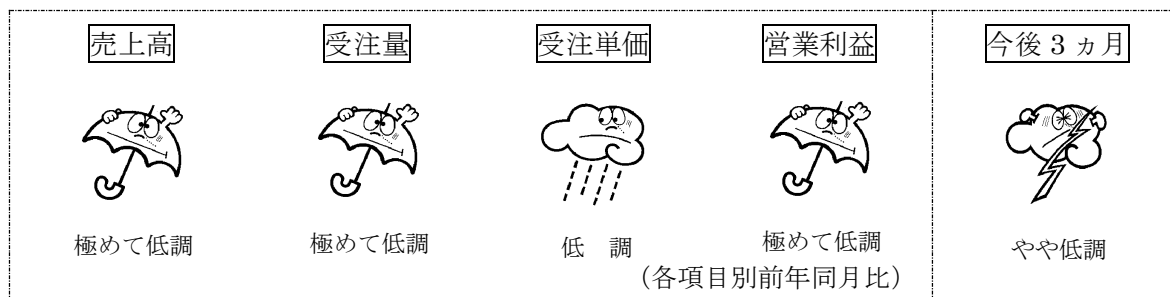 売上高 受注量 受注単価 営業利益 今後３ヵ月
極めて低調 極めて低調 低　調 極めて低調 やや低調
（各項目別前年同月比）